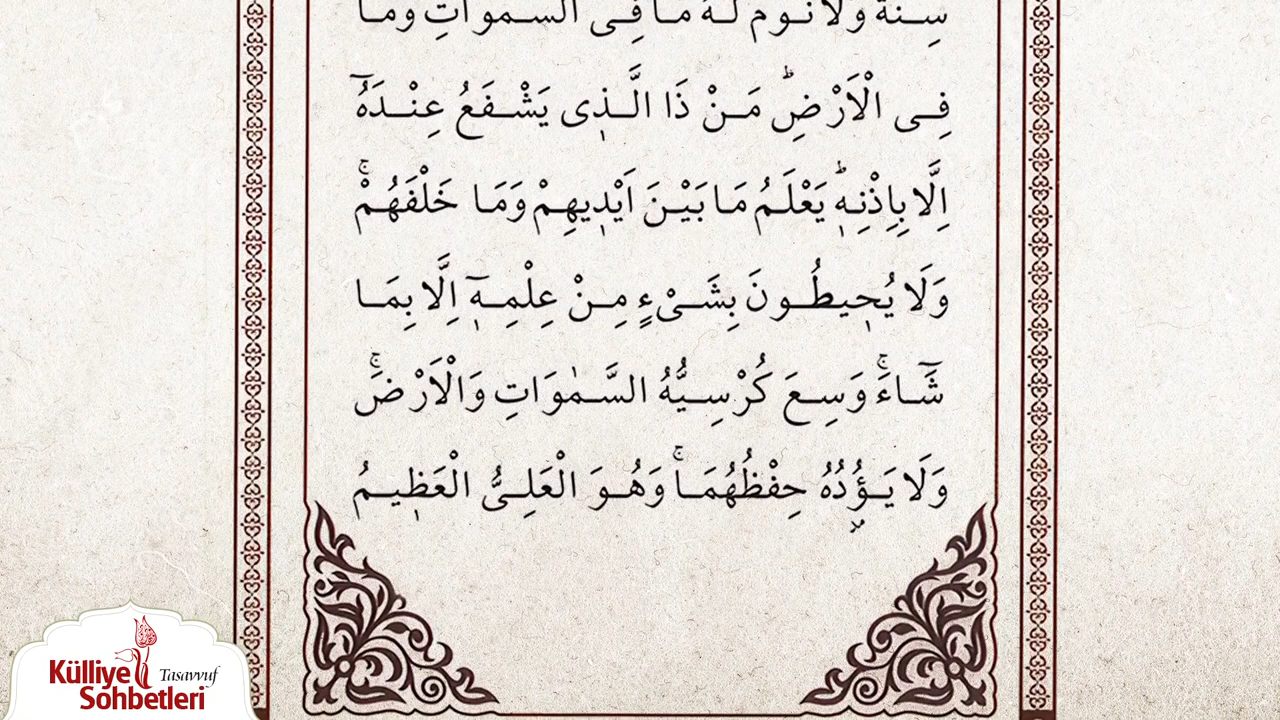 سِنَةٌ وَلَا نَوْمٌ لَهُ مَا فِى السَّمٰوَاتِ وَمَا
فِى الْاَرْضِۜ مَنْ ذَا الَّذٖى يَشْفَعُ عِنْدَهُٓ
اِلَّا بِاِذْنِهٖۜ يَعْلَمُ مَا بَيْنَ اَيْدٖيهِمْ وَمَا خَلْفَهُمْۚ
وَلَا يُحٖيطُونَ بِشَىْءٍ مِنْ عِلْمِهٖٓ اِلَّا بِمَا
شَٓاءَۚ وَسِعَ كُرْسِيُّهُ السَّمٰوَاتِ وَالْاَرْضَۚ
وَلَا يَؤُ۫دُهُ حِفْظُهُمَاۚ وَهُوَ الْعَلِىُّ الْعَظٖيمُ
Külliye Tasavvuf
Sohbetleri